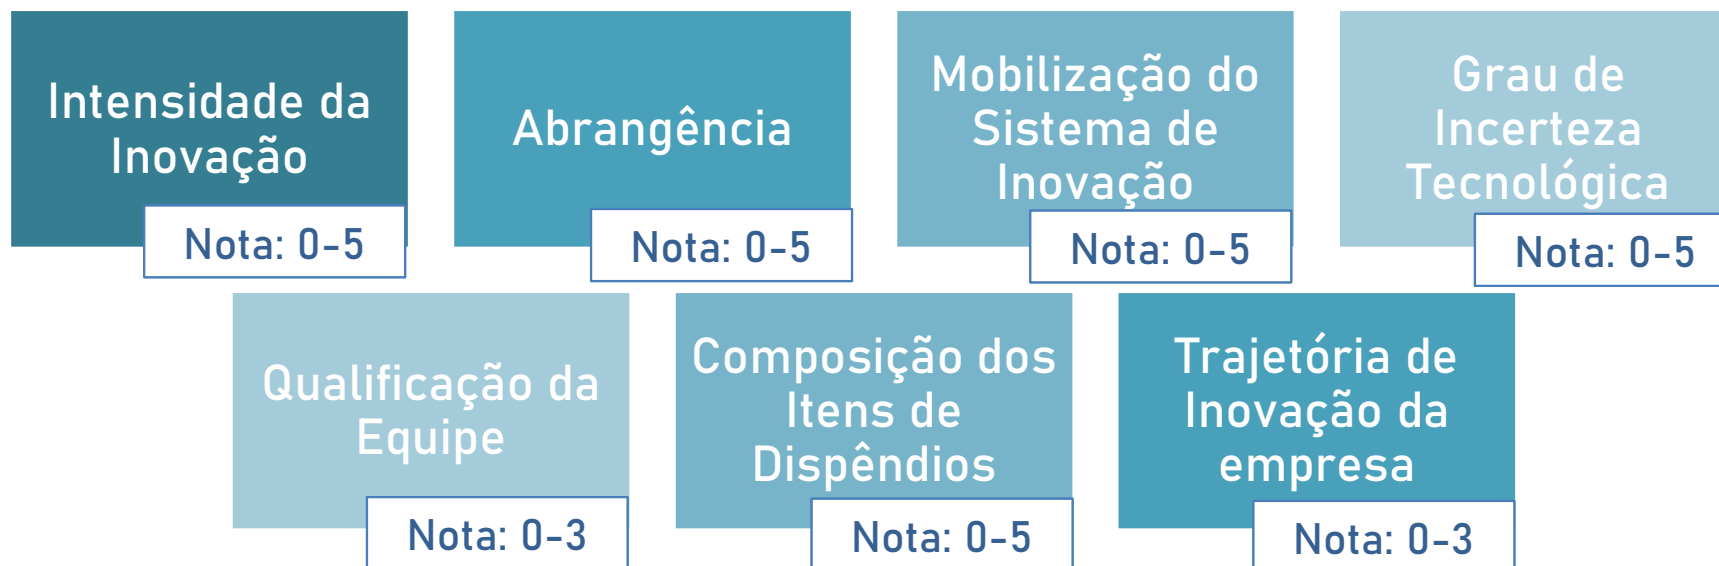 Intensidade da
Inovação
Nota: 0-5
Abrangência
Nota: 0-5
Mobilização do
Sistema de
Inovação
Nota: 0-5
Grau de
Incerteza
Tecnológica
Nota: 0-5
Qualificação da
Equipe
Nota: 0-3
Composição dos
Itens de
Dispêndios
Nota: 0-5
Trajetória de
Inovação da
empresa
Nota: 0-3